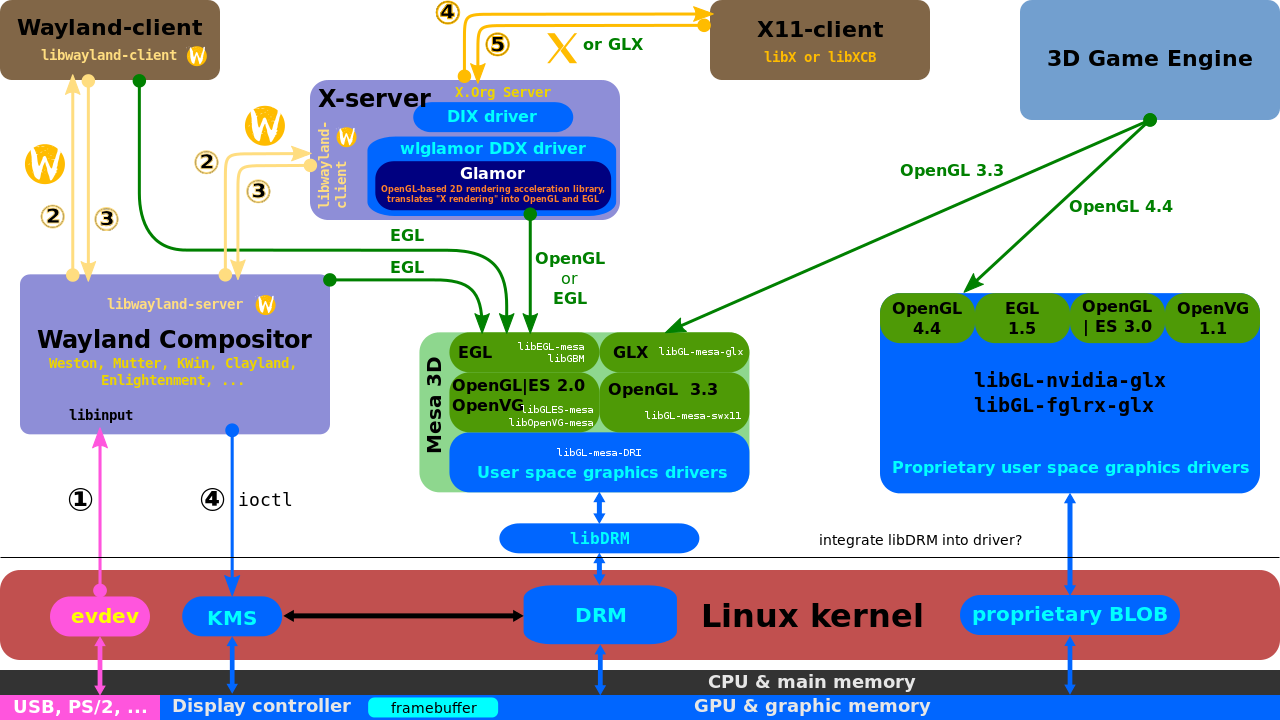 Wayland-client
libwayland-client W
④
⑤
X or GLX
X11-client
libX or libXCB
3D Game Engine
X-server
X.Org Server
DIX driver
libwayland-
client
W
wlglamor DDX driver
Glamor
OpenGL-based 2D rendering acceleration library,
translates "X rendering" into OpenGL and EGL
W
②
③
W
②
③
OpenGL 3.3
OpenGL 4.4
EGL
EGL
OpenGL
or
EGL
libwayland-server W
Wayland Compositor
Weston, Mutter, KWin, Clayland,
Enlightenment, ...
libinput
Mesa 3D
EGL
libEGL-mesa
libGBM
GLX
libGL-mesa-glx
OpenGL|ES 2.0
OpenVG
libGLES-mesa
libOpenVG-mesa
OpenGL 3.3
libGL-mesa-swx11
libGL-mesa-DRI
User space graphics drivers
OpenGL
4.4
EGL
1.5
OpenGL
| ES 3.0
OpenVG
1.1
libGL-nvidia-glx
libGL-fglrx-glx
Proprietary user space graphics drivers
①
④ ioctl
libDRM
integrate libDRM into driver?
evdev
KMS
DRM
Linux kernel
proprietary BLOB
CPU & main memory
USB, PS/2, ...
Display controller
framebuffer
GPU & graphic memory